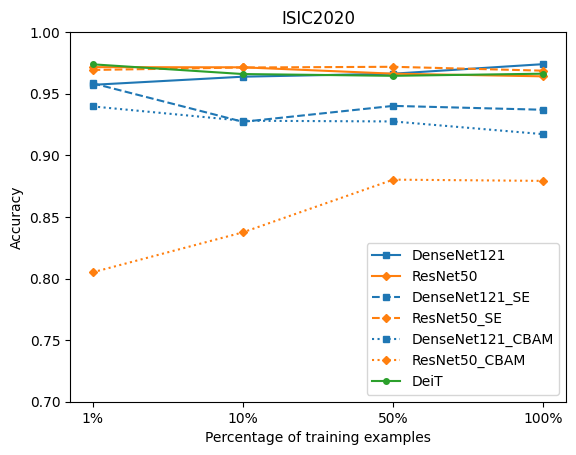 ISIC2020
1.00
0.95
0.90
0.85
0.80
0.75
0.70
Accuracy
DenseNet121
ResNet50
DenseNet121_SE
ResNet50_SE
DenseNet121_CBAM
ResNet50_CBAM
DeiT
1% 10% 50% 100%
Percentage of training examples